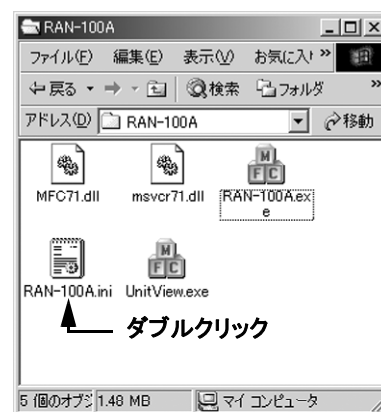 RAN-100A
ファイル(F) 編集(E) 表示(V) お気に入り »
戻る 検索 フォルダ »
アドレス(D) RAN-100A 移動
MFC71.dll msvcr71.dll RAN-100A.ex
e
RAN-100A.ini UnitView.exe
ダブルクリック
5 個のオブジ 1.48 MB マイ コンピュータ